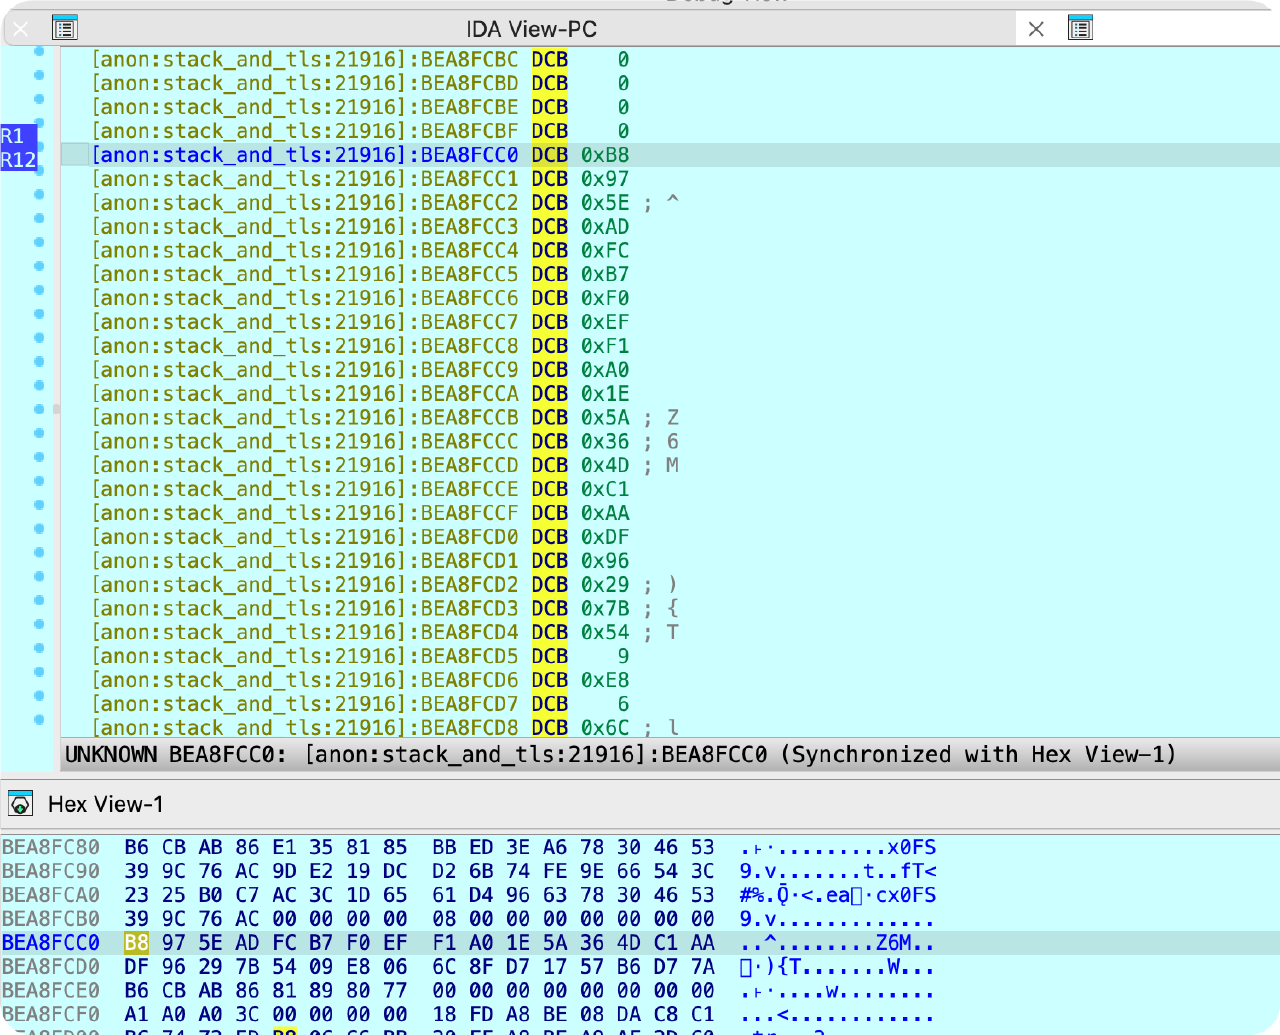 IDA View-PC
[anon:stack_and_tls:21916]:BEA8FCBC DCB 0
[anon:stack_and_tls:21916]:BEA8FCBD DCB 0
[anon:stack_and_tls:21916]:BEA8FCBE DCB 0
[anon:stack_and_tls:21916]:BEA8FCBF DCB 0
R1
R12
[anon:stack_and_tls:21916]:BEA8FCC0 DCB 0xB8
[anon:stack_and_tls:21916]:BEA8FCC1 DCB 0x97
[anon:stack_and_tls:21916]:BEA8FCC2 DCB 0x5E ; ^
[anon:stack_and_tls:21916]:BEA8FCC3 DCB 0xAD
[anon:stack_and_tls:21916]:BEA8FCC4 DCB 0xFC
[anon:stack_and_tls:21916]:BEA8FCC5 DCB 0xB7
[anon:stack_and_tls:21916]:BEA8FCC6 DCB 0xF0
[anon:stack_and_tls:21916]:BEA8FCC7 DCB 0xEF
[anon:stack_and_tls:21916]:BEA8FCC8 DCB 0xF1
[anon:stack_and_tls:21916]:BEA8FCC9 DCB 0xA0
[anon:stack_and_tls:21916]:BEA8FCCA DCB 0x1E
[anon:stack_and_tls:21916]:BEA8FCCB DCB 0x5A ; Z
[anon:stack_and_tls:21916]:BEA8FCCC DCB 0x36 ; 6
[anon:stack_and_tls:21916]:BEA8FCCD DCB 0x4D ; M
[anon:stack_and_tls:21916]:BEA8FCCE DCB 0xC1
[anon:stack_and_tls:21916]:BEA8FCCF DCB 0xAA
[anon:stack_and_tls:21916]:BEA8FCD0 DCB 0xDF
[anon:stack_and_tls:21916]:BEA8FCD1 DCB 0x96
[anon:stack_and_tls:21916]:BEA8FCD2 DCB 0x29 ; )
[anon:stack_and_tls:21916]:BEA8FCD3 DCB 0x7B ; {
[anon:stack_and_tls:21916]:BEA8FCD4 DCB 0x54 ; T
[anon:stack_and_tls:21916]:BEA8FCD5 DCB 9
[anon:stack_and_tls:21916]:BEA8FCD6 DCB 0xE8
[anon:stack_and_tls:21916]:BEA8FCD7 DCB 6
[anon:stack_and_tls:21916]:BEA8FCD8 DCB 0x6C ; l
UNKNOWN BEA8FCC0: [anon:stack_and_tls:21916]:BEA8FCC0 (Synchronized with Hex View-1)
Hex View-1
BEA8FC80 B6 CB AB 86 E1 35 81 85 BB ED 3E A6 78 30 46 53 .߂·.........x0FS
BEA8FC90 39 9C 76 AC 9D E2 19 DC D2 6B 74 FE 9E 66 54 3C 9.v.......t..fT<
BEA8FCA0 23 25 B0 C7 AC 3C 1D 65 61 D4 96 63 78 30 46 53 #%.Ǭ·<.ea▯·cx0FS
BEA8FCB0 39 9C 76 AC 00 00 00 00 08 00 00 00 00 00 00 00 9.v.............
BEA8FCC0 B8 97 5E AD FC B7 F0 EF F1 A0 1E 5A 36 4D C1 AA ..^........Z6M..
BEA8FCD0 DF 96 29 7B 54 09 E8 06 6C 8F D7 17 57 B6 D7 7A ▯·){T.......W...
BEA8FCE0 B6 CB AB 86 81 89 80 77 00 00 00 00 00 00 00 00 .߂·....w........
BEA8FCF0 A1 A0 A0 3C 00 00 00 00 18 FD A8 BE 08 DA C8 C1 ...<............